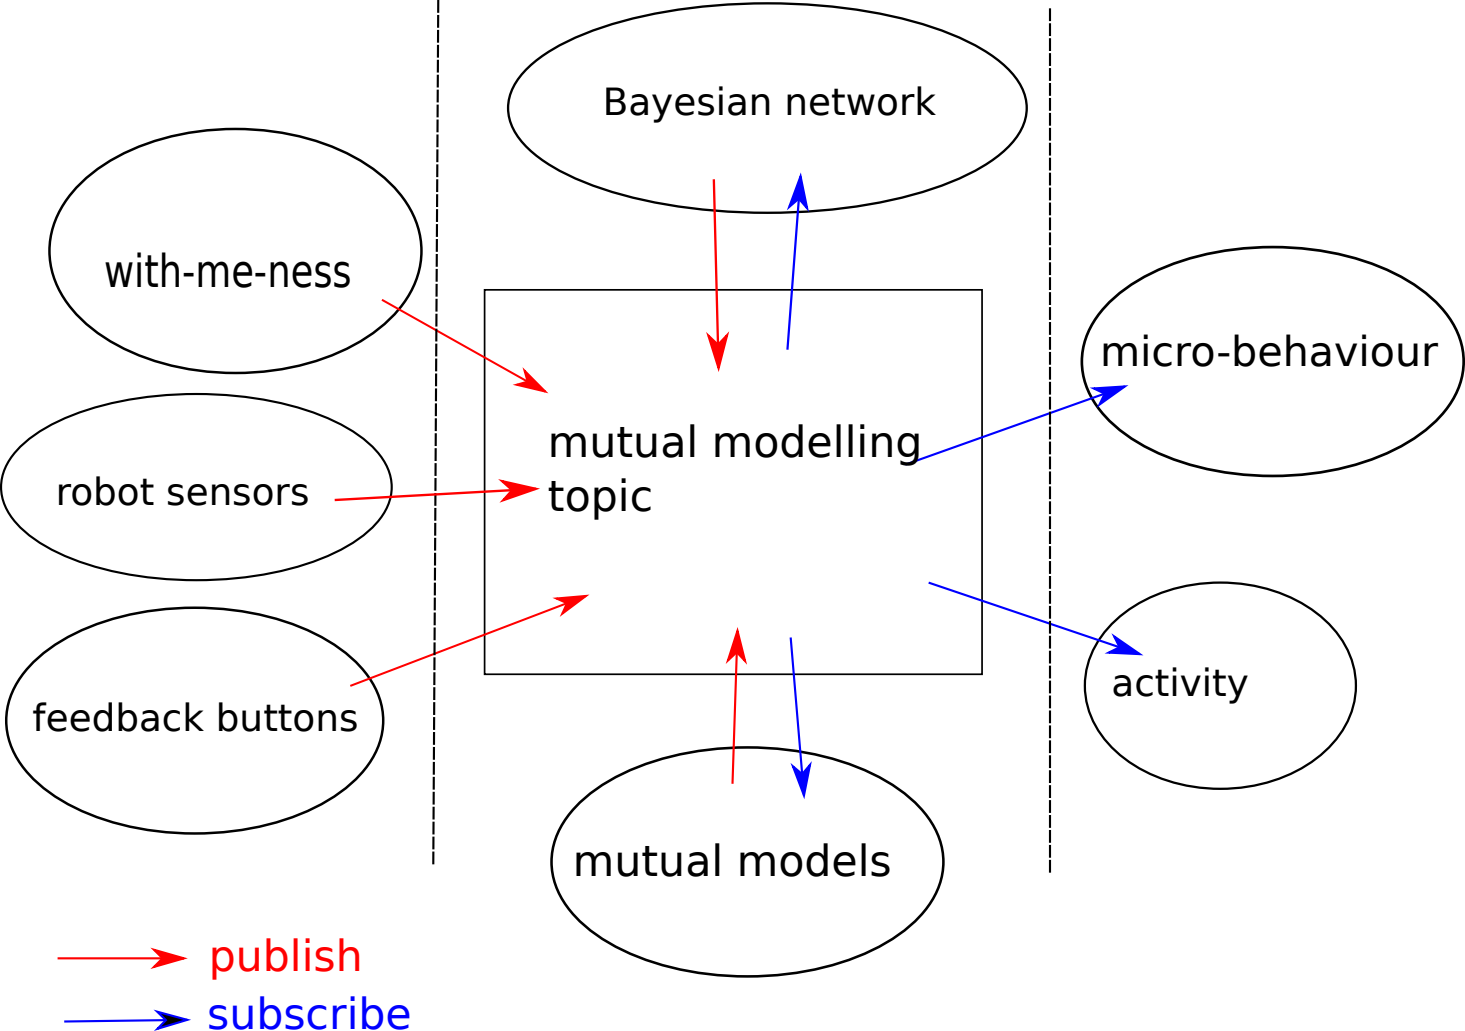 Bayesian network
with-me-ness
robot sensors
feedback buttons
mutual modelling
topic
mutual models
micro-behaviour
activity
publish
subscribe